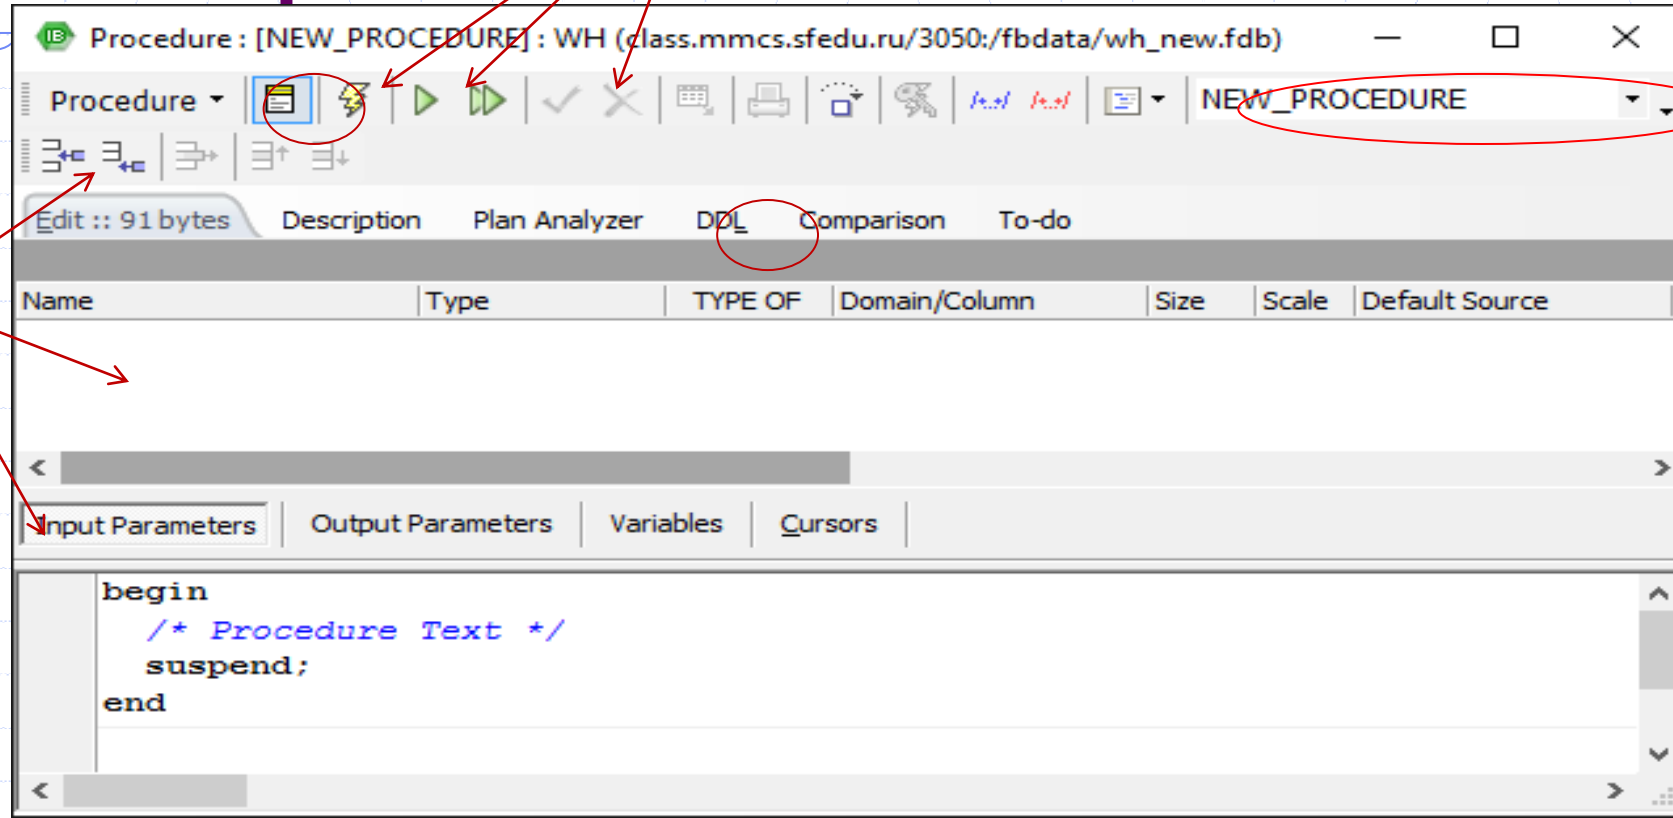 Procedure : [NEW_PROCEDURE] : WH (class.mmcs.sfedu.ru/3050:/fbdata/wh_new.fdb)
Procedure NEW_PROCEDURE
Edit :: 91 bytes Description Plan Analyzer DDL Comparison To-do
Name Type TYPE OF Domain/Column Size Scale Default Source
Input Parameters Output Parameters Variables Cursors
begin
/* Procedure Text */
suspend;
end